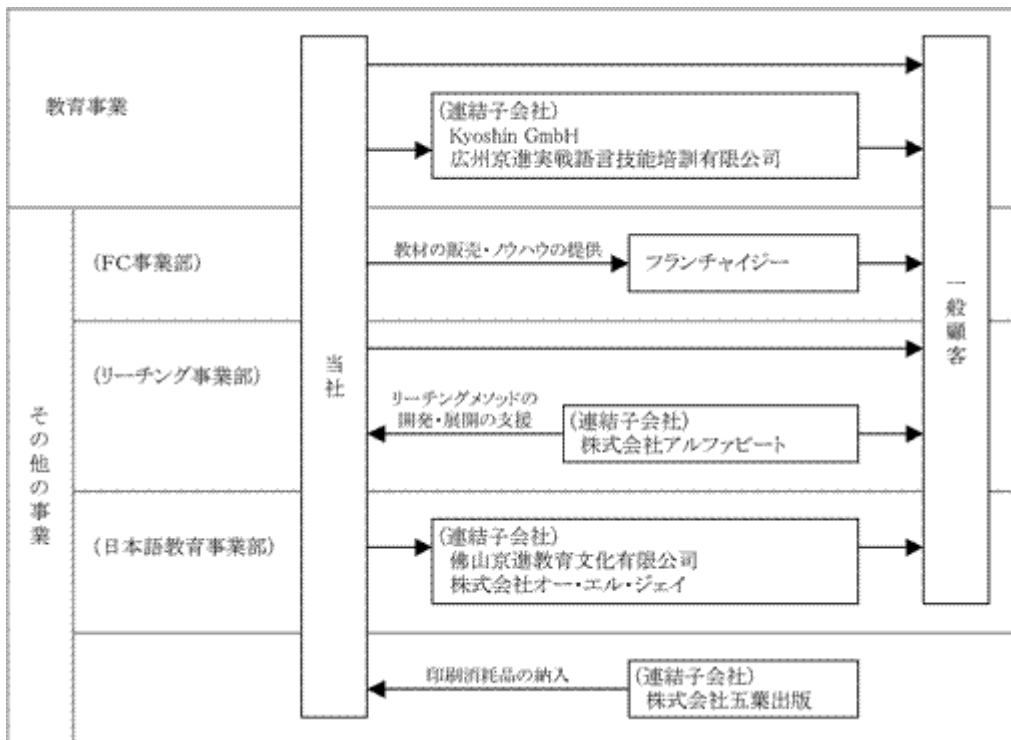 教育事業
(連結子会社)
Kyoshin GmbH
広州京進実戦語言技能培訓有限公司
(FC事業部)
教材の販売・ノウハウの提供
フランチャイジー
(リーチング事業部)
リーチングメソッドの
開発・展開の支援
(連結子会社)
株式会社アルファビート
その他の事業
当社
一般顧客
(日本語教育事業部)
(連結子会社)
佛山京進教育文化有限公司
株式会社オー・エル・ジェイ
印刷消耗品の納入
(連結子会社)
株式会社五葉出版